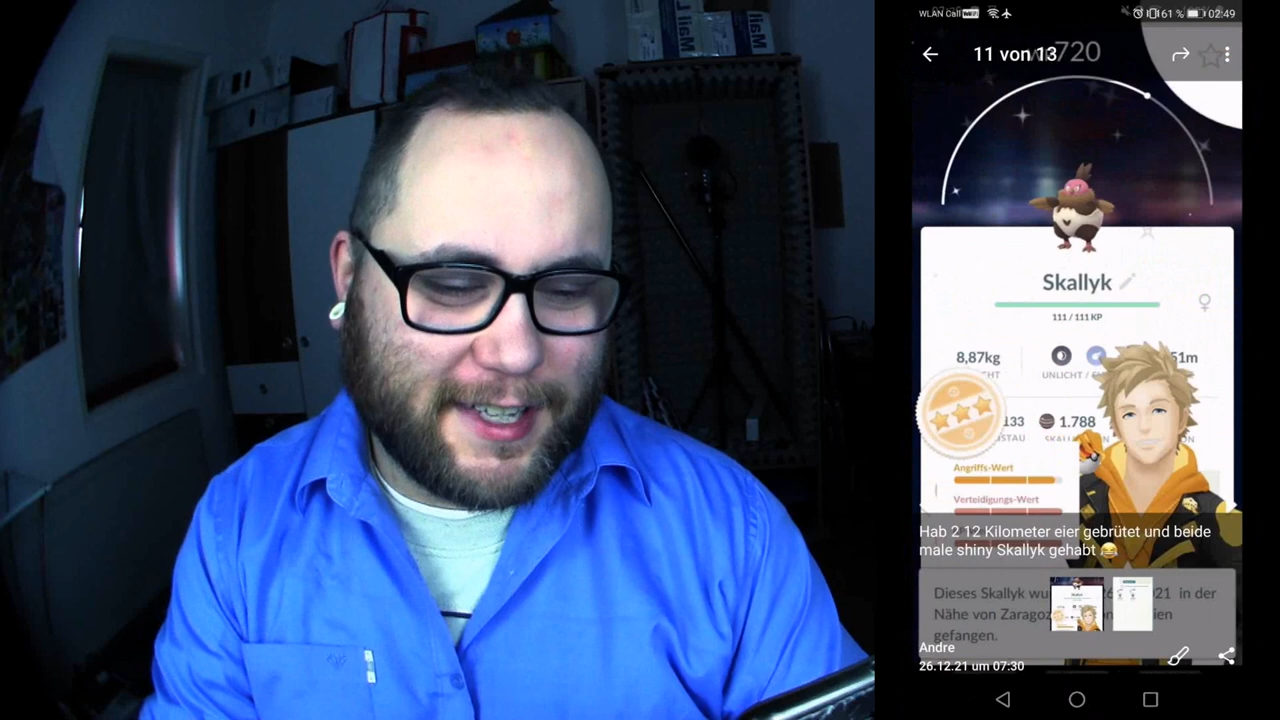 WLAN Call
61 %
02:49
11 von 13
720
Skallyk
111 / 111 KP
8,87kg
51m
UNLICHT /
133
1.788
Angriffs-Wert
Verteidigungs-Wert
Hab 2 12 Kilometer eier gebrütet und beide
male shiny Skallyk gehabt 😂
Dieses Skallyk in der
Nähe von
gefangen.
Andre
26.12.21 um 07:30